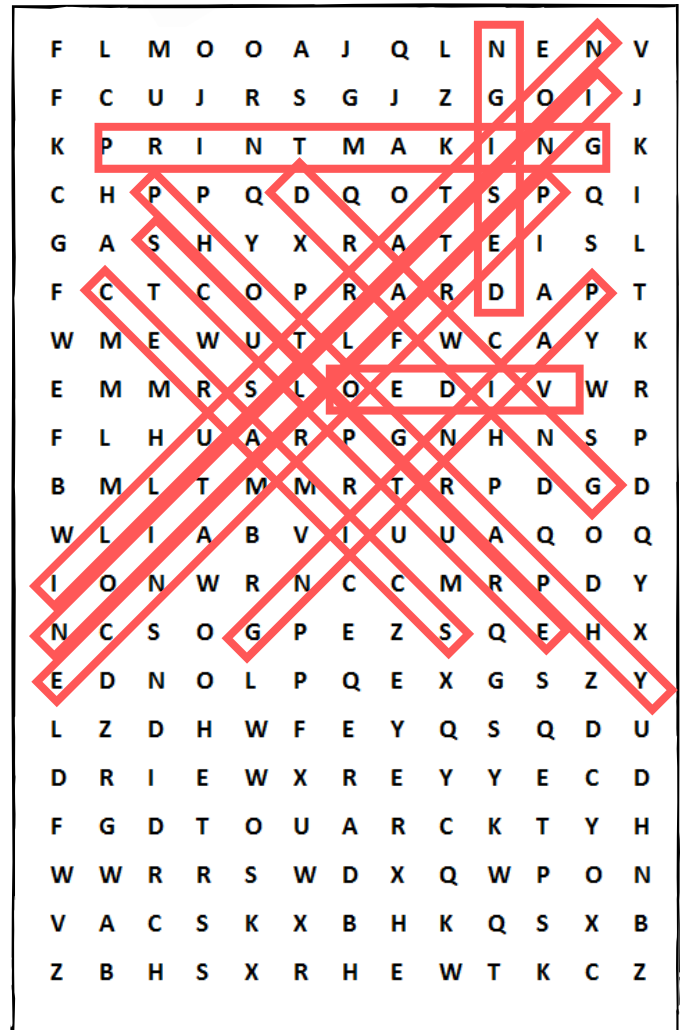 F L M O O A J Q L N E N V
F C U J R S G J Z G O I J
K P R I N T M A K I N G K
C H P P Q D Q O T S P Q I
G A S H Y X R A T E I S L
F C T C O P R A R D A P T
W M E W U T L F W C A Y K
E M M R S L O E D I V W R
F L H U A R P G N H N S P
B M L T M M R T R P D G D
W L I A B V I U U A Q O Q
I O N W R N C C M R P D Y
N C S O G P E Z S Q E H X
E D N O L P Q E X G S Z Y
L Z D H W F E Y Q S Q D U
D R I E W X R E Y Y E C D
F G D T O U A R C K T Y H
W W R R S W D X Q W P O N
V A C S K X B H K Q S X B
Z B H S X R H E W T K C Z